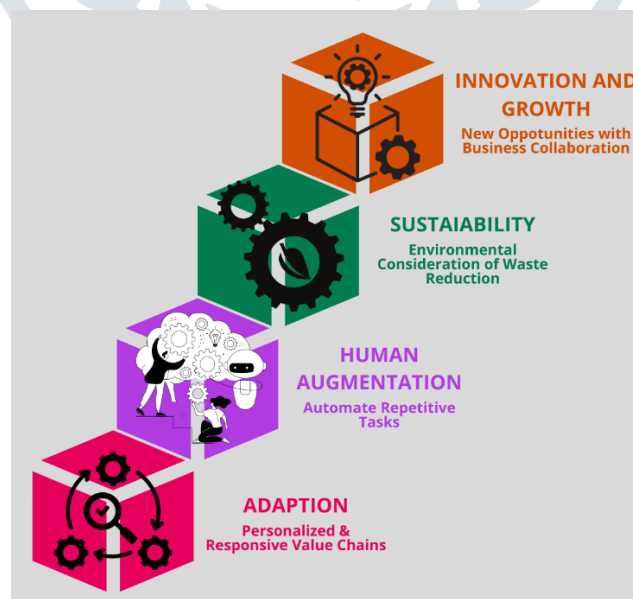 INNOVATION AND
GROWTH
New Oppotunities with
Business Collaboration
SUSTAIABILITY
Environmental
Consideration of Waste
Reduction
HUMAN
AUGMENTATION
Automate Repetitive
Tasks
ADAPTION
Personalized &
Responsive Value Chains